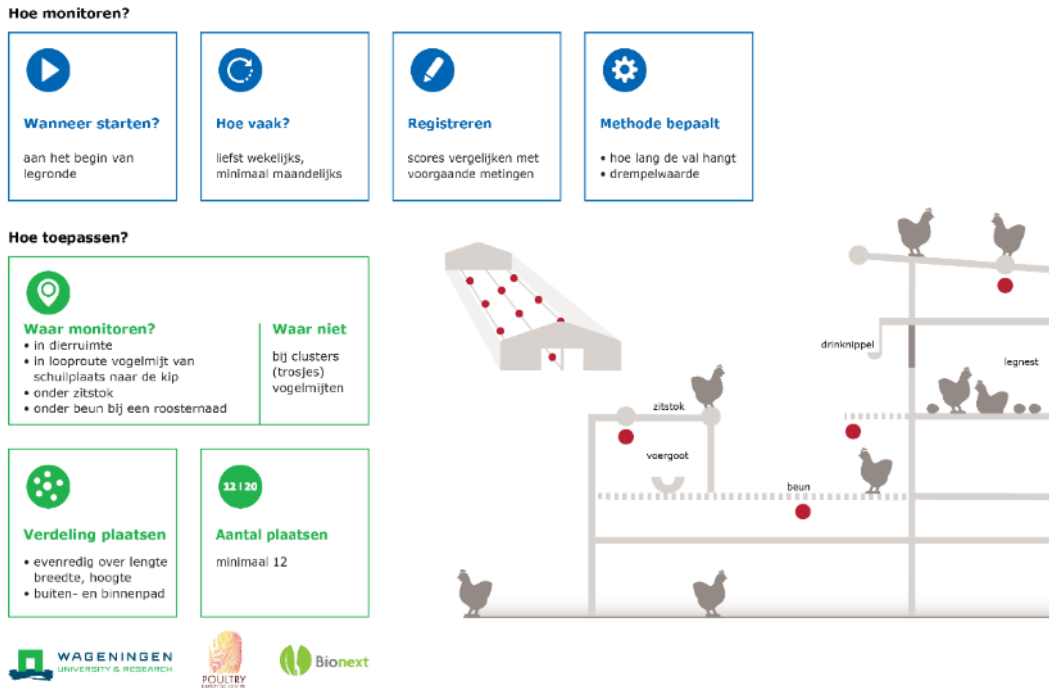 Hoe monitoren?
Wanneer starten?
aan het begin van
legronde
Hoe vaak?
liefst wekelijks,
minimaal maandelijks
Registreren
scores vergelijken met
voorgaande metingen
Methode bepaalt
• hoe lang de val hangt
• drempelwaarde
Hoe toepassen?
Waar monitoren?
• in dierruimte
• in looproute vogelmijt van
schuilplaats naar de kip
• onder zitstok
• onder beun bij een roosternaad
Waar niet
bij clusters
(trosjes)
vogelmijten
Verdeling plaatsen
• evenredig over lengte
breedte, hoogte
• buiten- en binnenpad
12 | 20
Aantal plaatsen
minimaal 12
drinknippel
legnest
zitstok
voergoot
beun
WAGENINGEN
UNIVERSITY & RESEARCH
POULTRY
EXPERTISE CENTRE
Bionext